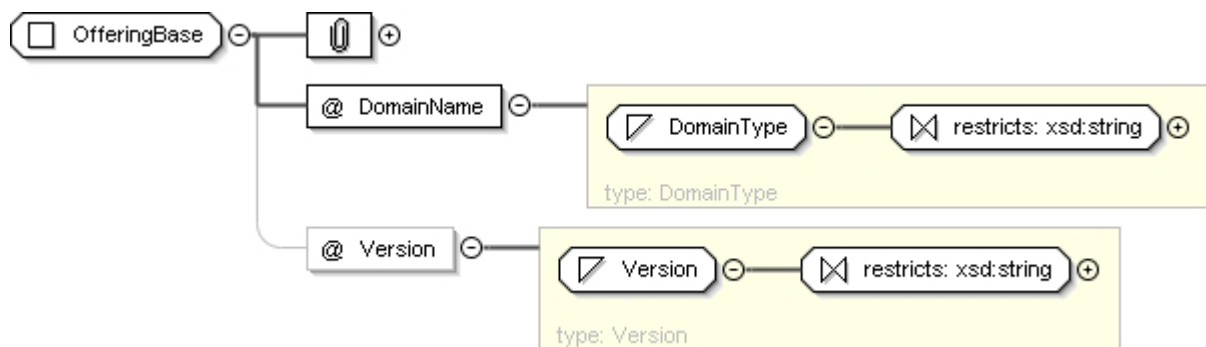 OfferingBase
@ DomainName
DomainType
restricts: xsd:string
type: DomainType
@ Version
Version
restricts: xsd:string
type: Version